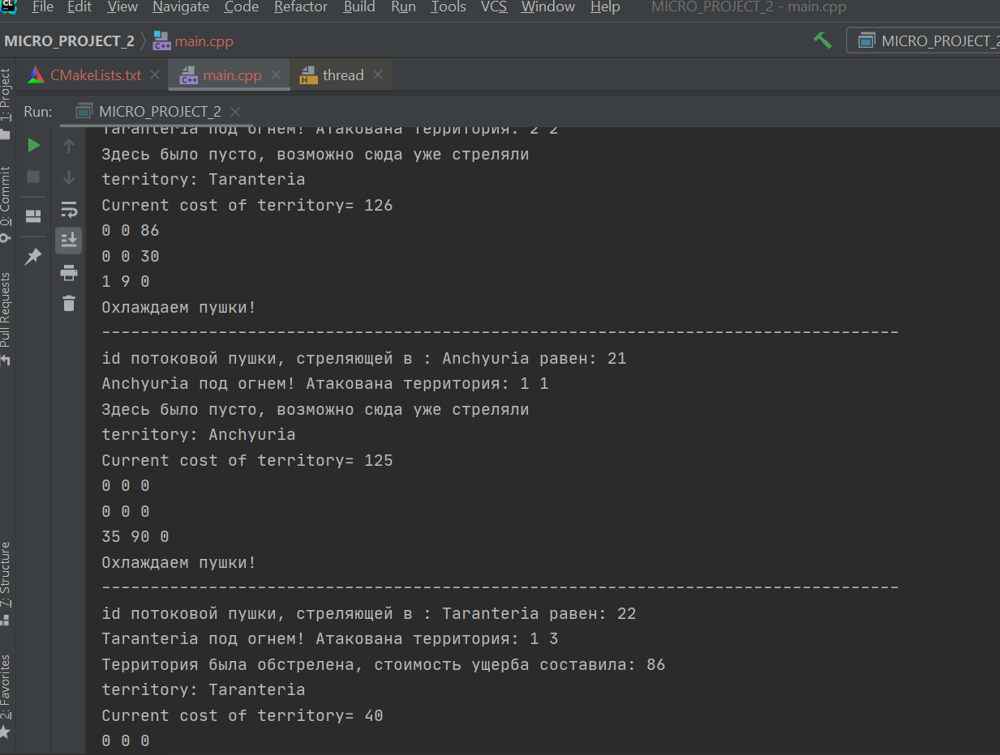 CL File Edit View Navigate Code Refactor Build Run Tools VCS Window Help MICRO_PROJECT_2 - main.cpp
MICRO_PROJECT_2 main.cpp MICRO_PROJECT_2
CMakeLists.txt main.cpp thread
Run: MICRO_PROJECT_2
1: Project
0: Commit
Pull Requests
7: Structure
2: Favorites
Taranteria под огнем! Атакована территория: 2 2
Здесь было пусто, возможно сюда уже стреляли
territory: Taranteria
Current cost of territory= 126
0 0 86
0 0 30
1 9 0
Охлаждаем пушки!
----------------------------------------------------------------------------------
id потоковой пушки, стреляющей в : Anchyuria равен: 21
Anchyuria под огнем! Атакована территория: 1 1
Здесь было пусто, возможно сюда уже стреляли
territory: Anchyuria
Current cost of territory= 125
0 0 0
0 0 0
35 90 0
Охлаждаем пушки!
----------------------------------------------------------------------------------
id потоковой пушки, стреляющей в : Taranteria равен: 22
Taranteria под огнем! Атакована территория: 1 3
Территория была обстрелена, стоимость ущерба составила: 86
territory: Taranteria
Current cost of territory= 40
0 0 0